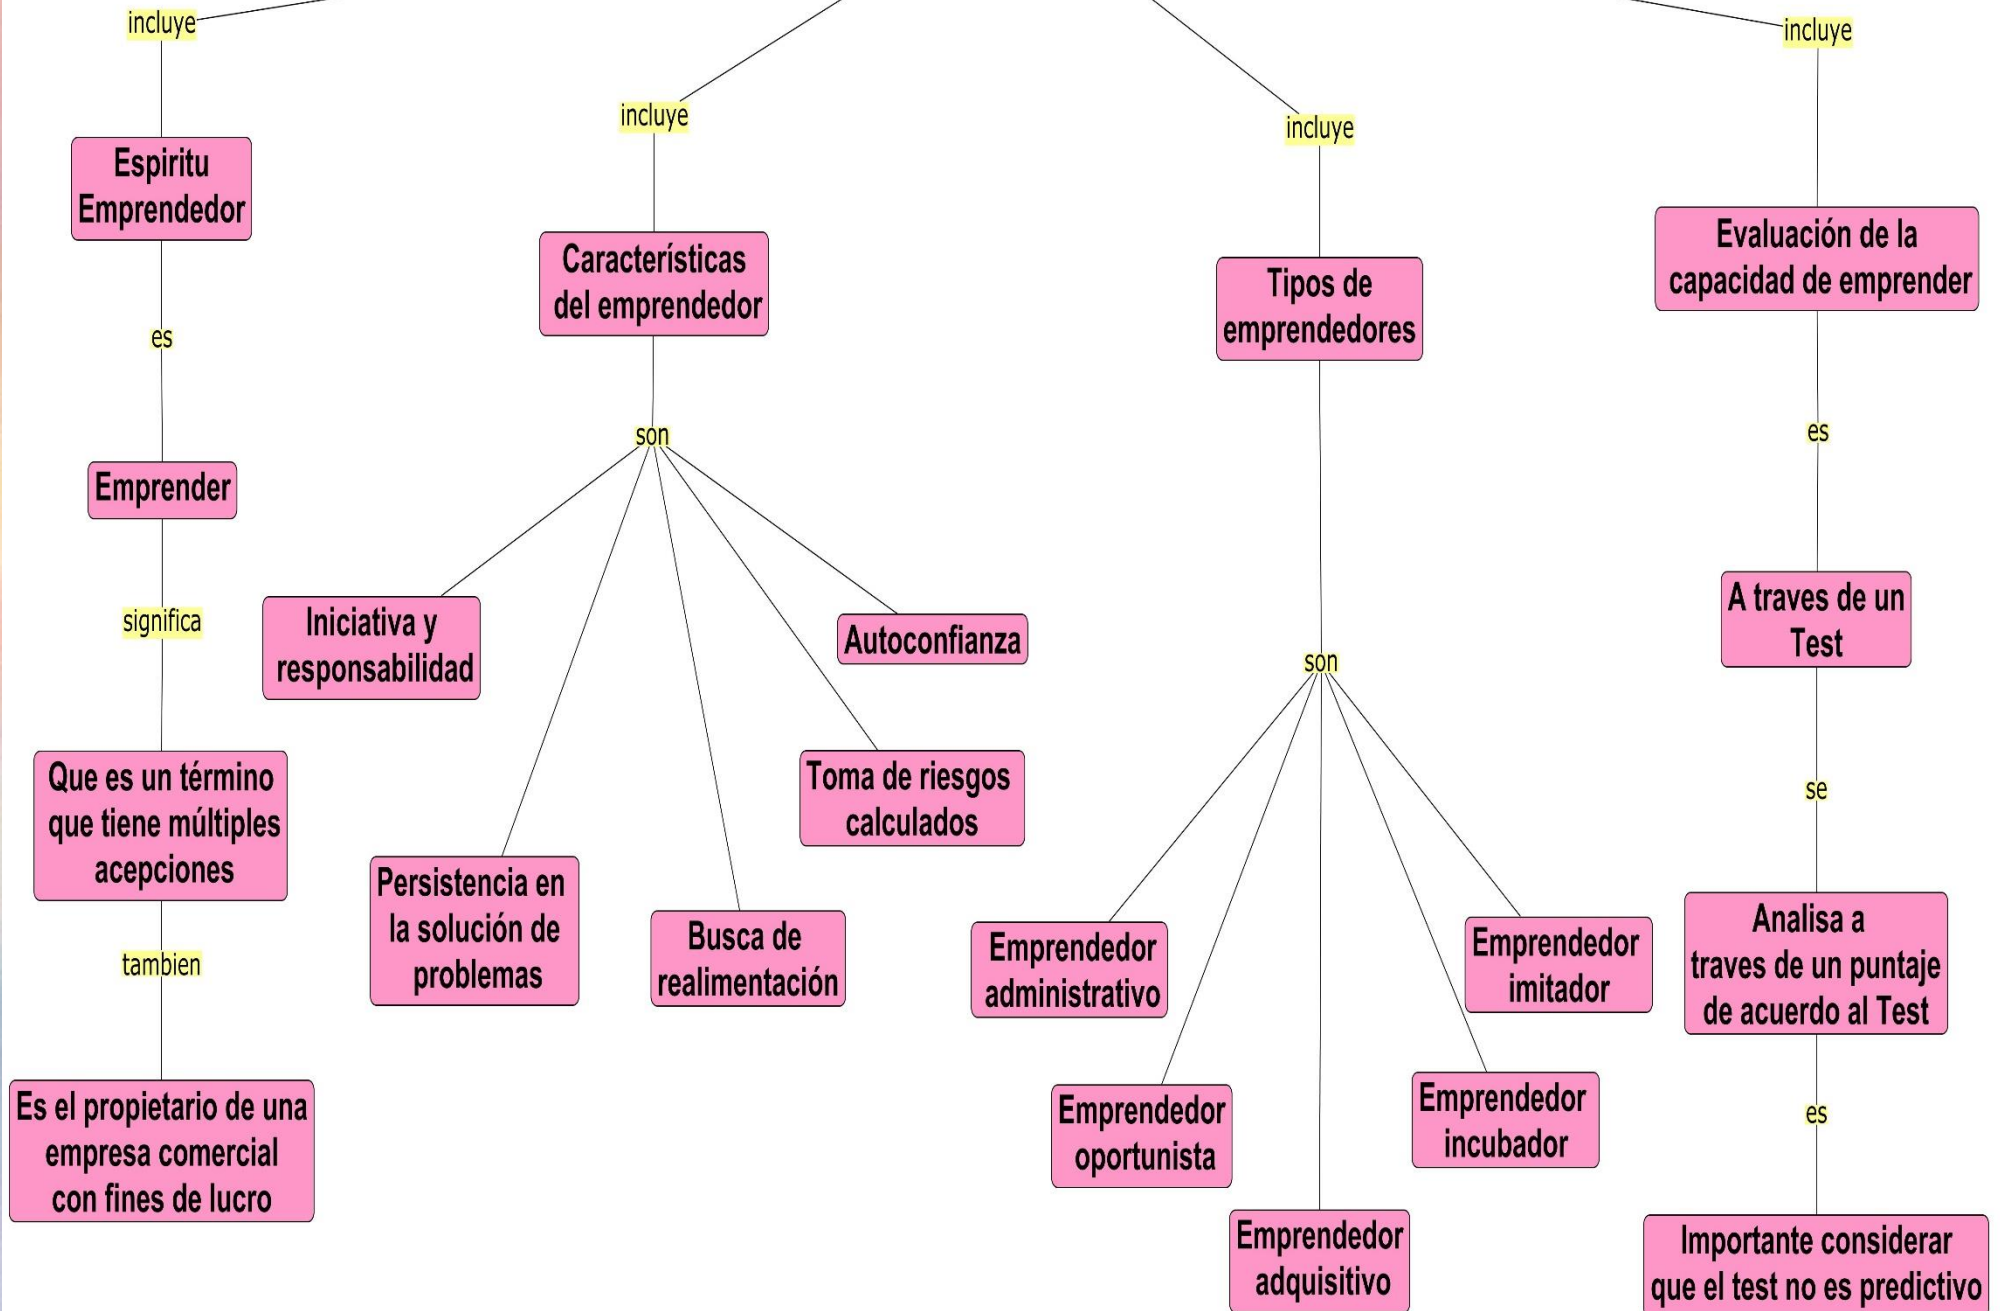 incluye
Espiritu
Emprendedor
es
Emprender
significa
Que es un término
que tiene múltiples
acepciones
tambien
Es el propietario de una
empresa comercial
con fines de lucro
incluye
Características
del emprendedor
son
Iniciativa y
responsabilidad
Persistencia en
la solución de
problemas
Busca de
realimentación
Toma de riesgos
calculados
Autoconfianza
incluye
Tipos de
emprendedores
son
Emprendedor
administrativo
Emprendedor
oportunista
Emprendedor
adquisitivo
Emprendedor
incubador
Emprendedor
imitador
incluye
Evaluación de la
capacidad de emprender
es
A traves de un
Test
se
Analisa a
traves de un puntaje
de acuerdo al Test
es
Importante considerar
que el test no es predictivo